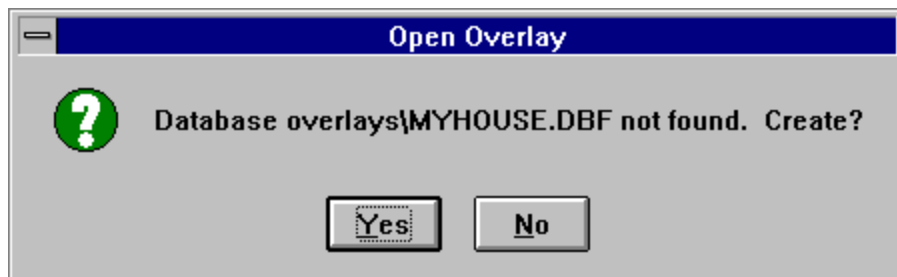 Open Overlay
Database overlays\MYHOUSE.DBF not found.  Create?
Yes
No